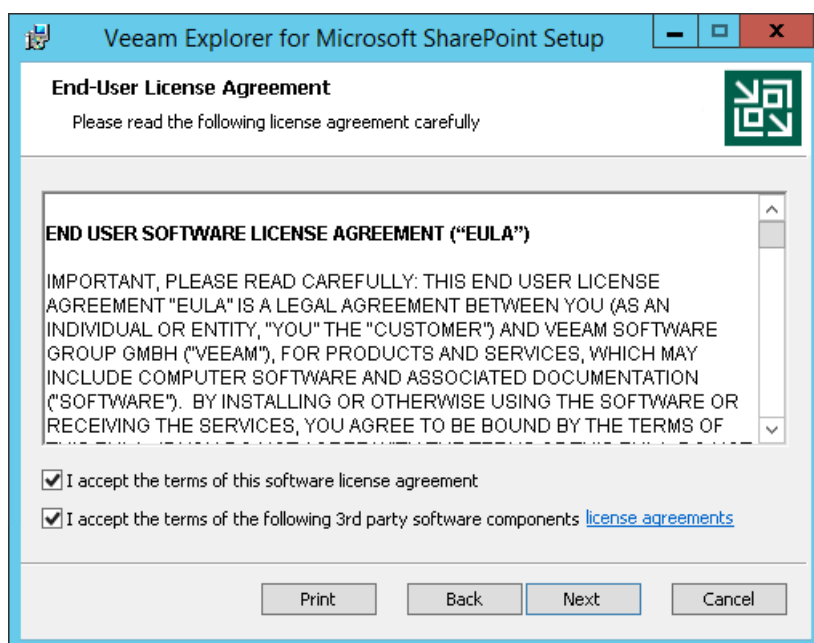 Veeam Explorer for Microsoft SharePoint Setup
End-User License Agreement
Please read the following license agreement carefully
END USER SOFTWARE LICENSE AGREEMENT (“EULA”)
IMPORTANT, PLEASE READ CAREFULLY: THIS END USER LICENSE
AGREEMENT "EULA" IS A LEGAL AGREEMENT BETWEEN YOU (AS AN
INDIVIDUAL OR ENTITY, "YOU" THE "CUSTOMER") AND VEEAM SOFTWARE
GROUP GMBH ("VEEAM"), FOR PRODUCTS AND SERVICES, WHICH MAY
INCLUDE COMPUTER SOFTWARE AND ASSOCIATED DOCUMENTATION
("SOFTWARE").  BY INSTALLING OR OTHERWISE USING THE SOFTWARE OR
RECEIVING THE SERVICES, YOU AGREE TO BE BOUND BY THE TERMS OF
I accept the terms of this software license agreement
I accept the terms of the following 3rd party software components license agreements
Print Back Next Cancel